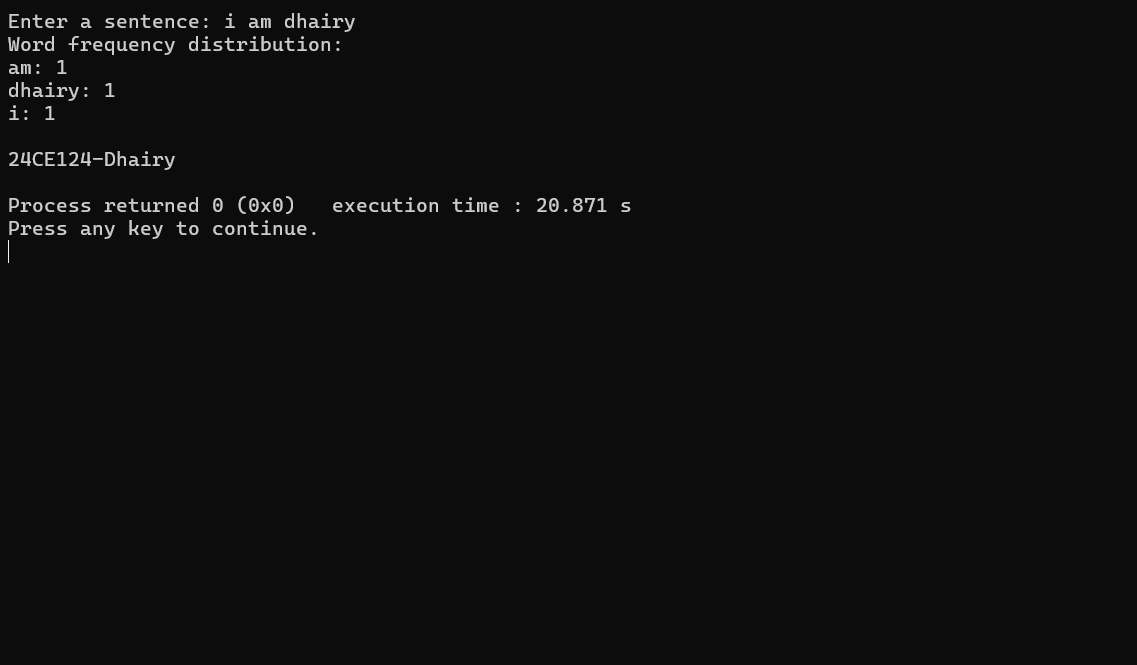 Enter a sentence: i am dhairy
Word frequency distribution:
am: 1
dhairy: 1
i: 1
24CE124-Dhairy
Process returned 0 (0x0)   execution time : 20.871 s
Press any key to continue.